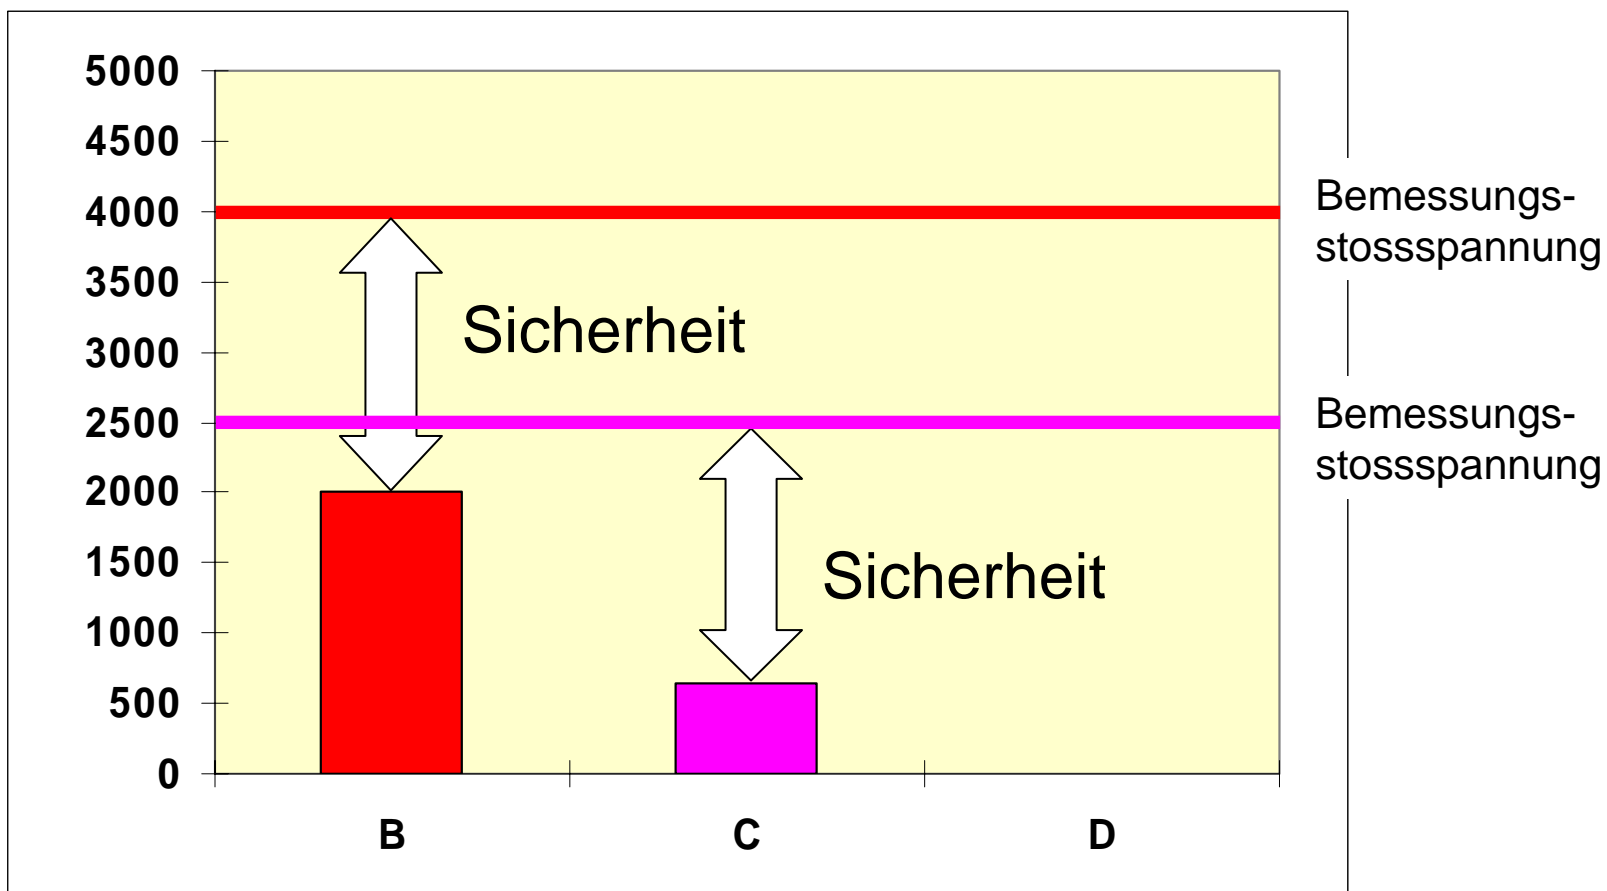 5000
4500
4000
3500
3000
2500
2000
1500
1000
500
0
Bemessungs-
stossspannung
Sicherheit
Bemessungs-
stossspannung
Sicherheit
B
C
D